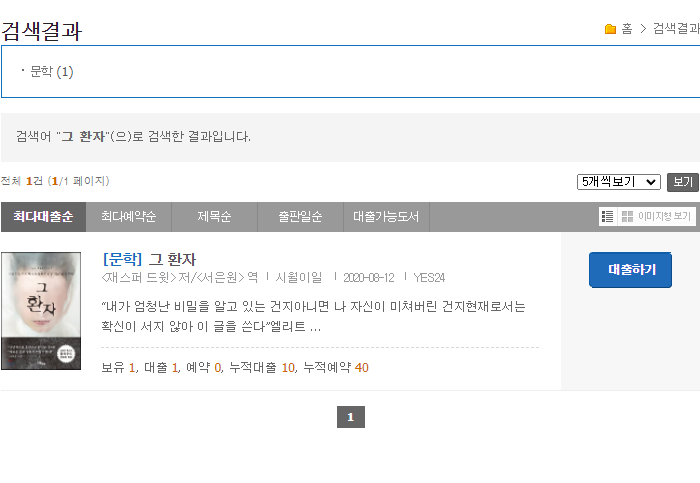 검색결과
홈 > 검색결과
· 문학 (1)
검색어 "그 환자"(으)로 검색한 결과입니다.
전체 1건 (1/1 페이지)
5개씩보기 보기
최다대출순 최다예약순 제목순 출판일순 대출가능도서 이미지형 보기
그
환자
[문학] 그 환자
<재스퍼 드윗>저/<서은원> 역 | 시월이일 | 2020-08-12 | YES24
대출하기
“내가 엄청난 비밀을 알고 있는 건지아니면 나 자신이 미쳐버린 건지현재로서는
확신이 서지 않아 이 글을 쓴다”엘리트 ...
보유 1, 대출 1, 예약 0, 누적대출 10, 누적예약 40
1